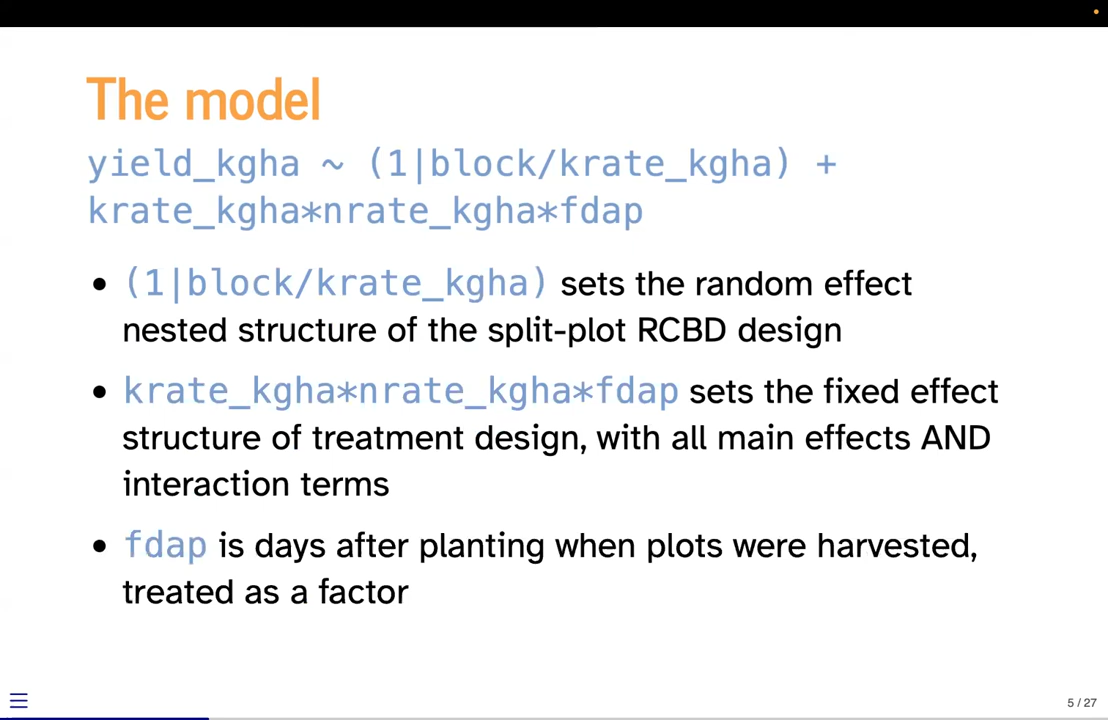 The model
yield_kgha ~ (1|block/krate_kgha) +
krate_kgha*nrate_kgha*fdap
• (1|block/krate_kgha) sets the random effect
nested structure of the split-plot RCBD design
• krate_kgha*nrate_kgha*fdap sets the fixed effect
structure of treatment design, with all main effects AND
interaction terms
• fdap is days after planting when plots were harvested,
treated as a factor
5 / 27